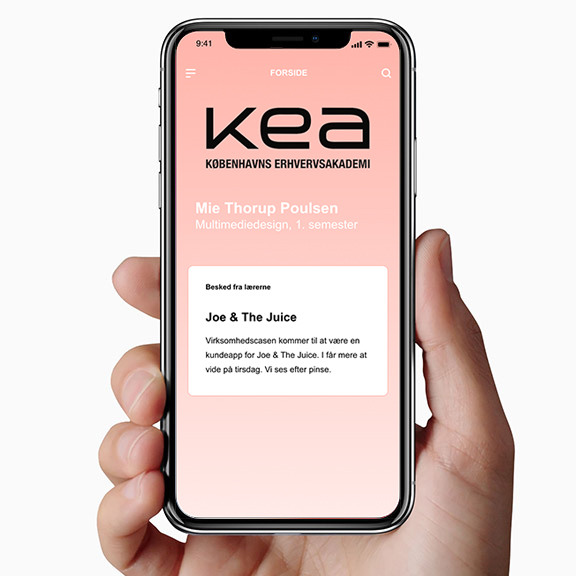 9:41
FORSIDE
kea
KØBENHAVNS ERHVERVSAKADEMI
Mie Thorup Poulsen
Multimediedesign, 1. semester
Besked fra lærerne
Joe & The Juice
Virksomhedscasen kommer til at være en
kundeapp for Joe & The Juice. I får mere at
vide på tirsdag. Vi ses efter pinse.